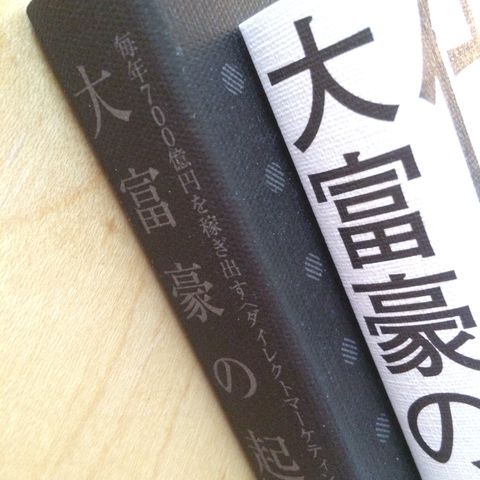 毎年700億円を稼ぎ出す〈ダイレクトマーケティン
大富豪の起
大富豪の